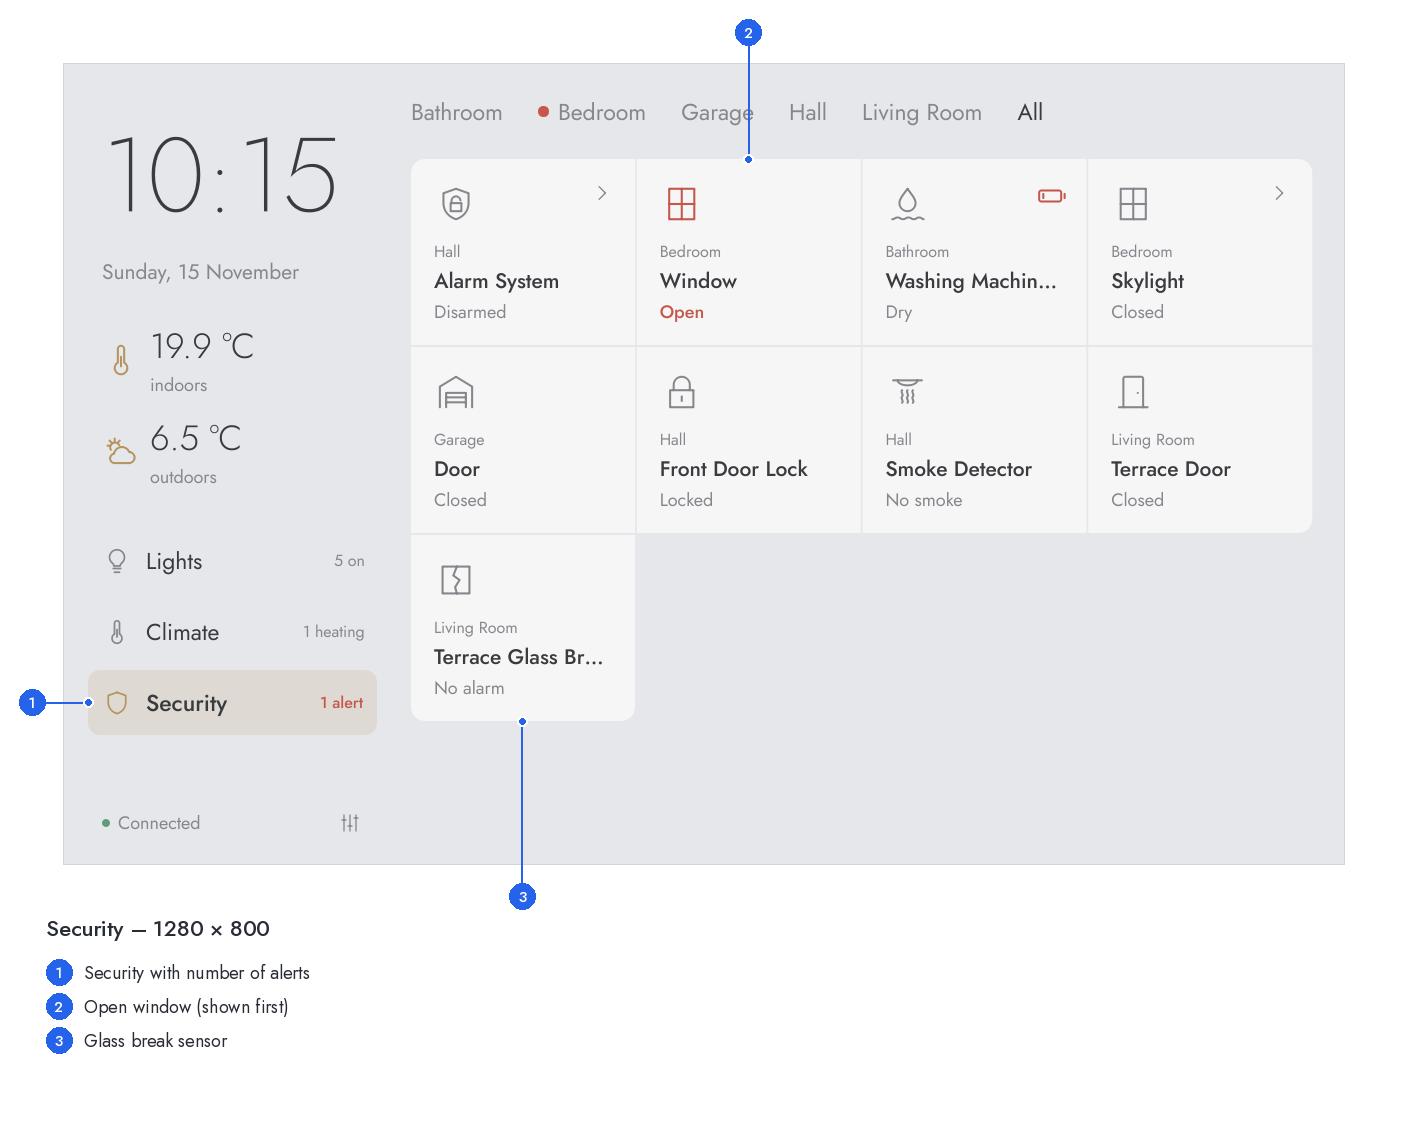 2
Bathroom Bedroom Garage Hall Living Room All
10:15
Sunday, 15 November
19.9 °C
indoors
6.5 °C
outdoors
Lights 5 on
Climate 1 heating
1
Security 1 alert
Connected
Hall
Alarm System
Disarmed
Bedroom
Window
Open
Bathroom
Washing Machin...
Dry
Bedroom
Skylight
Closed
Garage
Door
Closed
Hall
Front Door Lock
Locked
Hall
Smoke Detector
No smoke
Living Room
Terrace Door
Closed
Living Room
Terrace Glass Br...
No alarm
3
Security – 1280 × 800
1 Security with number of alerts
2 Open window (shown first)
3 Glass break sensor